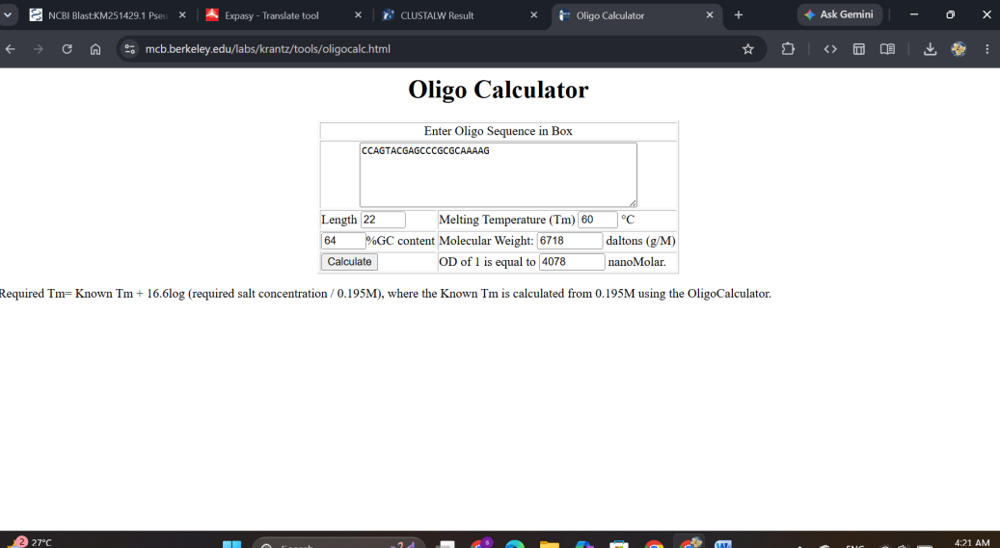 NCBI Blast:KM251429.1 Pseu
Expasy - Translate tool
CLUSTALW Result
Oligo Calculator
Ask Gemini
mcb.berkeley.edu/labs/krantz/tools/oligocalc.html
Oligo Calculator
Enter Oligo Sequence in Box
CCAGTACGAGCCCGCGCAAAAG
Length 22 Melting Temperature (Tm) 60 °C
64 %GC content Molecular Weight: 6718 daltons (g/M)
Calculate OD of 1 is equal to 4078 nanoMolar.
Required Tm= Known Tm + 16.6log (required salt concentration / 0.195M), where the Known Tm is calculated from 0.195M using the OligoCalculator.
2 27°C
4:21 AM